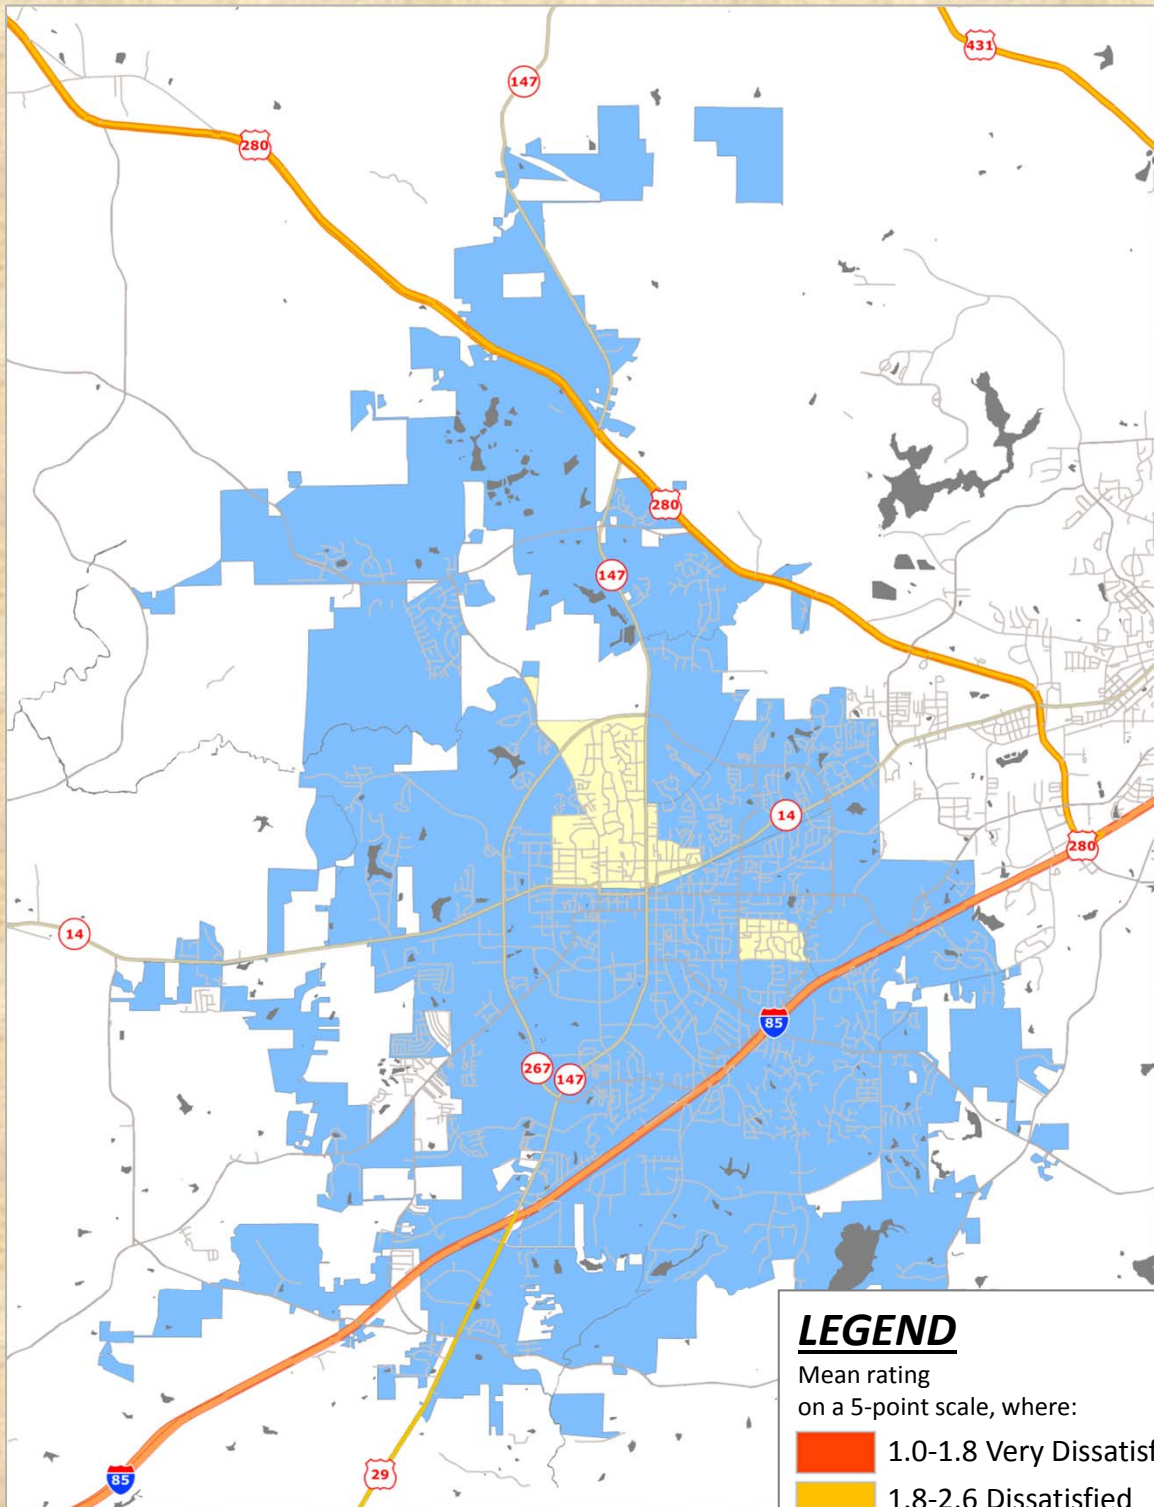 147
431
280
280
147
14
14
280
85
267
147
85
29
LEGEND
Mean rating
on a 5-point scale, where:
1.0-1.8 Very Dissatisf
1.8-2.6 Dissatisfied